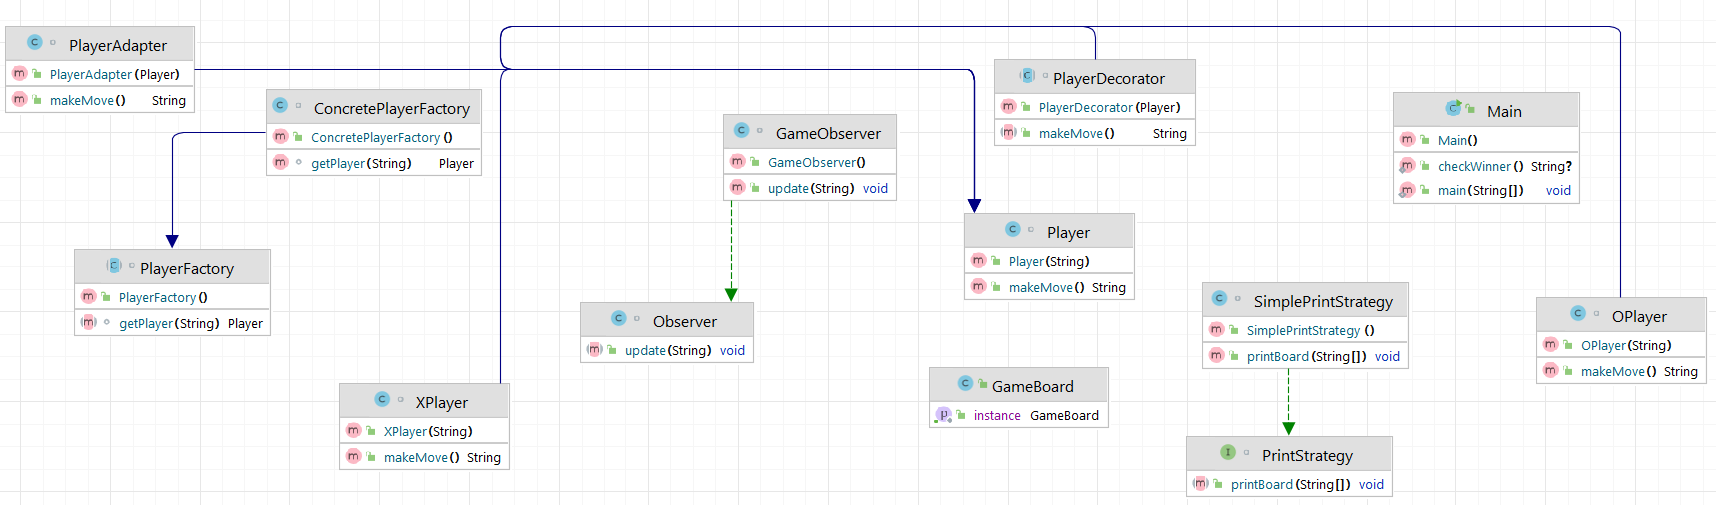 PlayerAdapter
PlayerAdapter(Player)
makeMove() String
ConcretePlayerFactory
ConcretePlayerFactory()
getPlayer(String) Player
PlayerFactory
PlayerFactory()
getPlayer(String) Player
XPlayer
XPlayer(String)
makeMove() String
GameObserver
GameObserver()
update(String) void
Observer
update(String) void
PlayerDecorator
PlayerDecorator(Player)
makeMove() String
Player
Player(String)
makeMove() String
GameBoard
instance GameBoard
SimplePrintStrategy
SimplePrintStrategy()
printBoard(String[]) void
PrintStrategy
printBoard(String[]) void
Main
Main()
checkWinner() String?
main(String[]) void
OPlayer
OPlayer(String)
makeMove() String